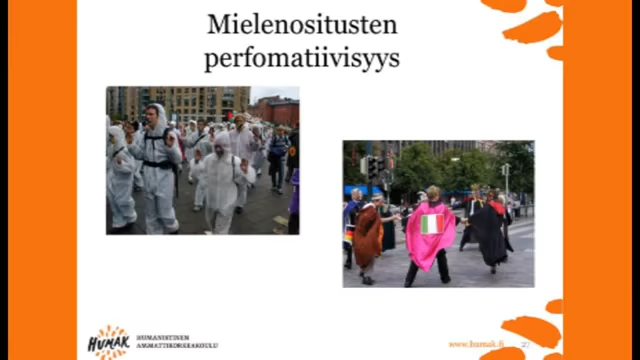 Mielenositusten
perfomatiivisyys
HUMAK
HUMANISTINEN
AMMATTIKORKEAKOULU
www.humak.fi
27